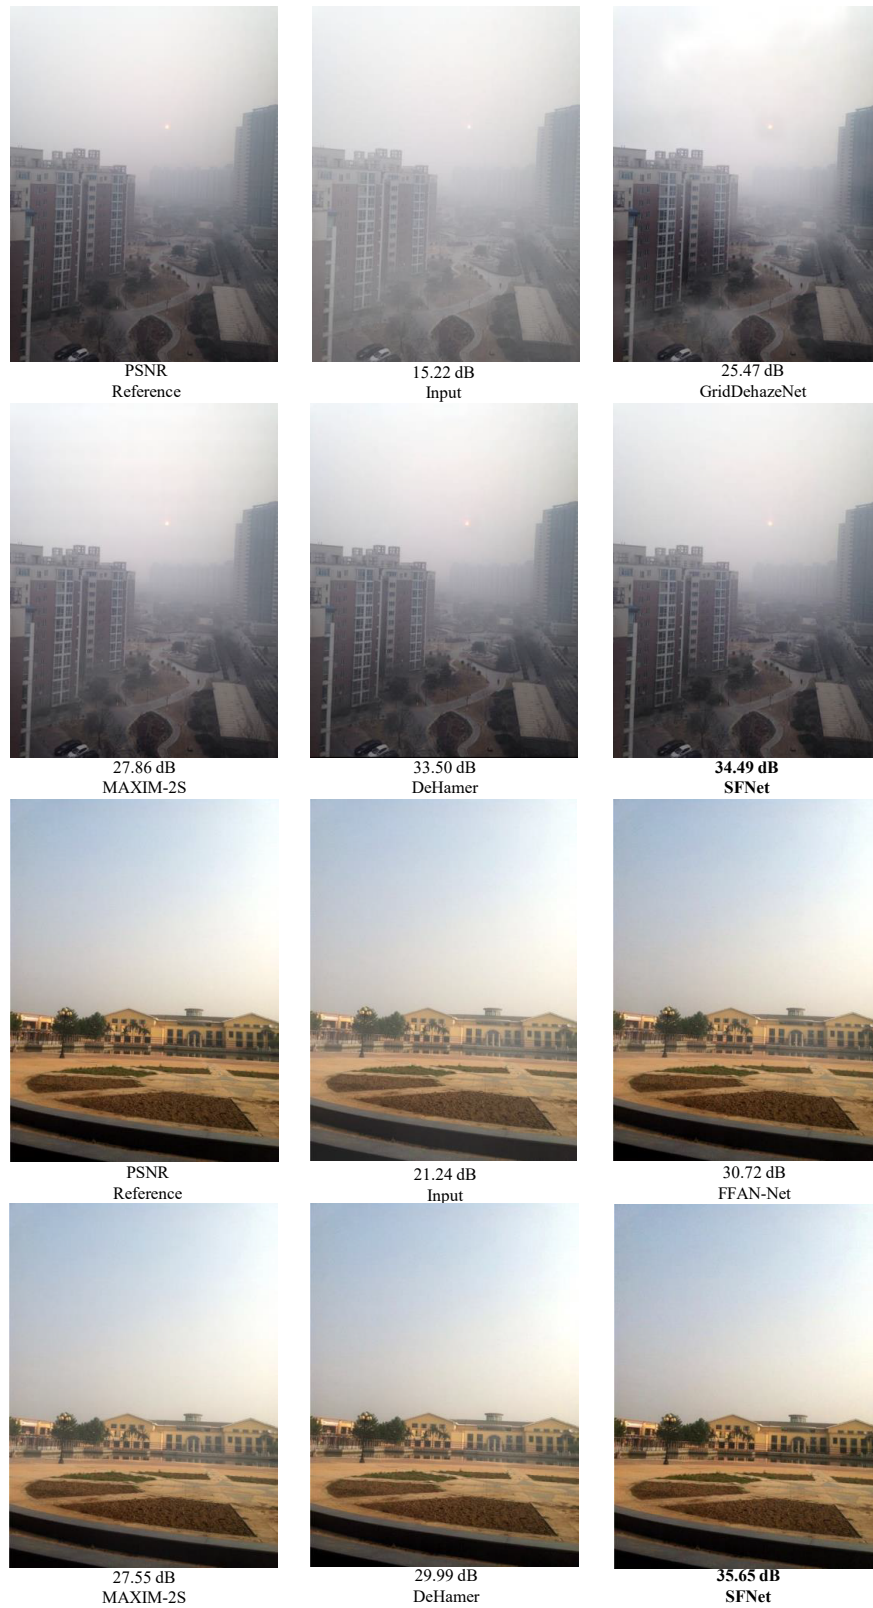 PSNR
Reference
15.22 dB
Input
25.47 dB
GridDehazeNet
27.86 dB
MAXIM-2S
33.50 dB
DeHamer
34.49 dB
SFNet
PSNR
Reference
21.24 dB
Input
30.72 dB
FFAN-Net
27.55 dB
MAXIM-2S
29.99 dB
DeHamer
35.65 dB
SFNet